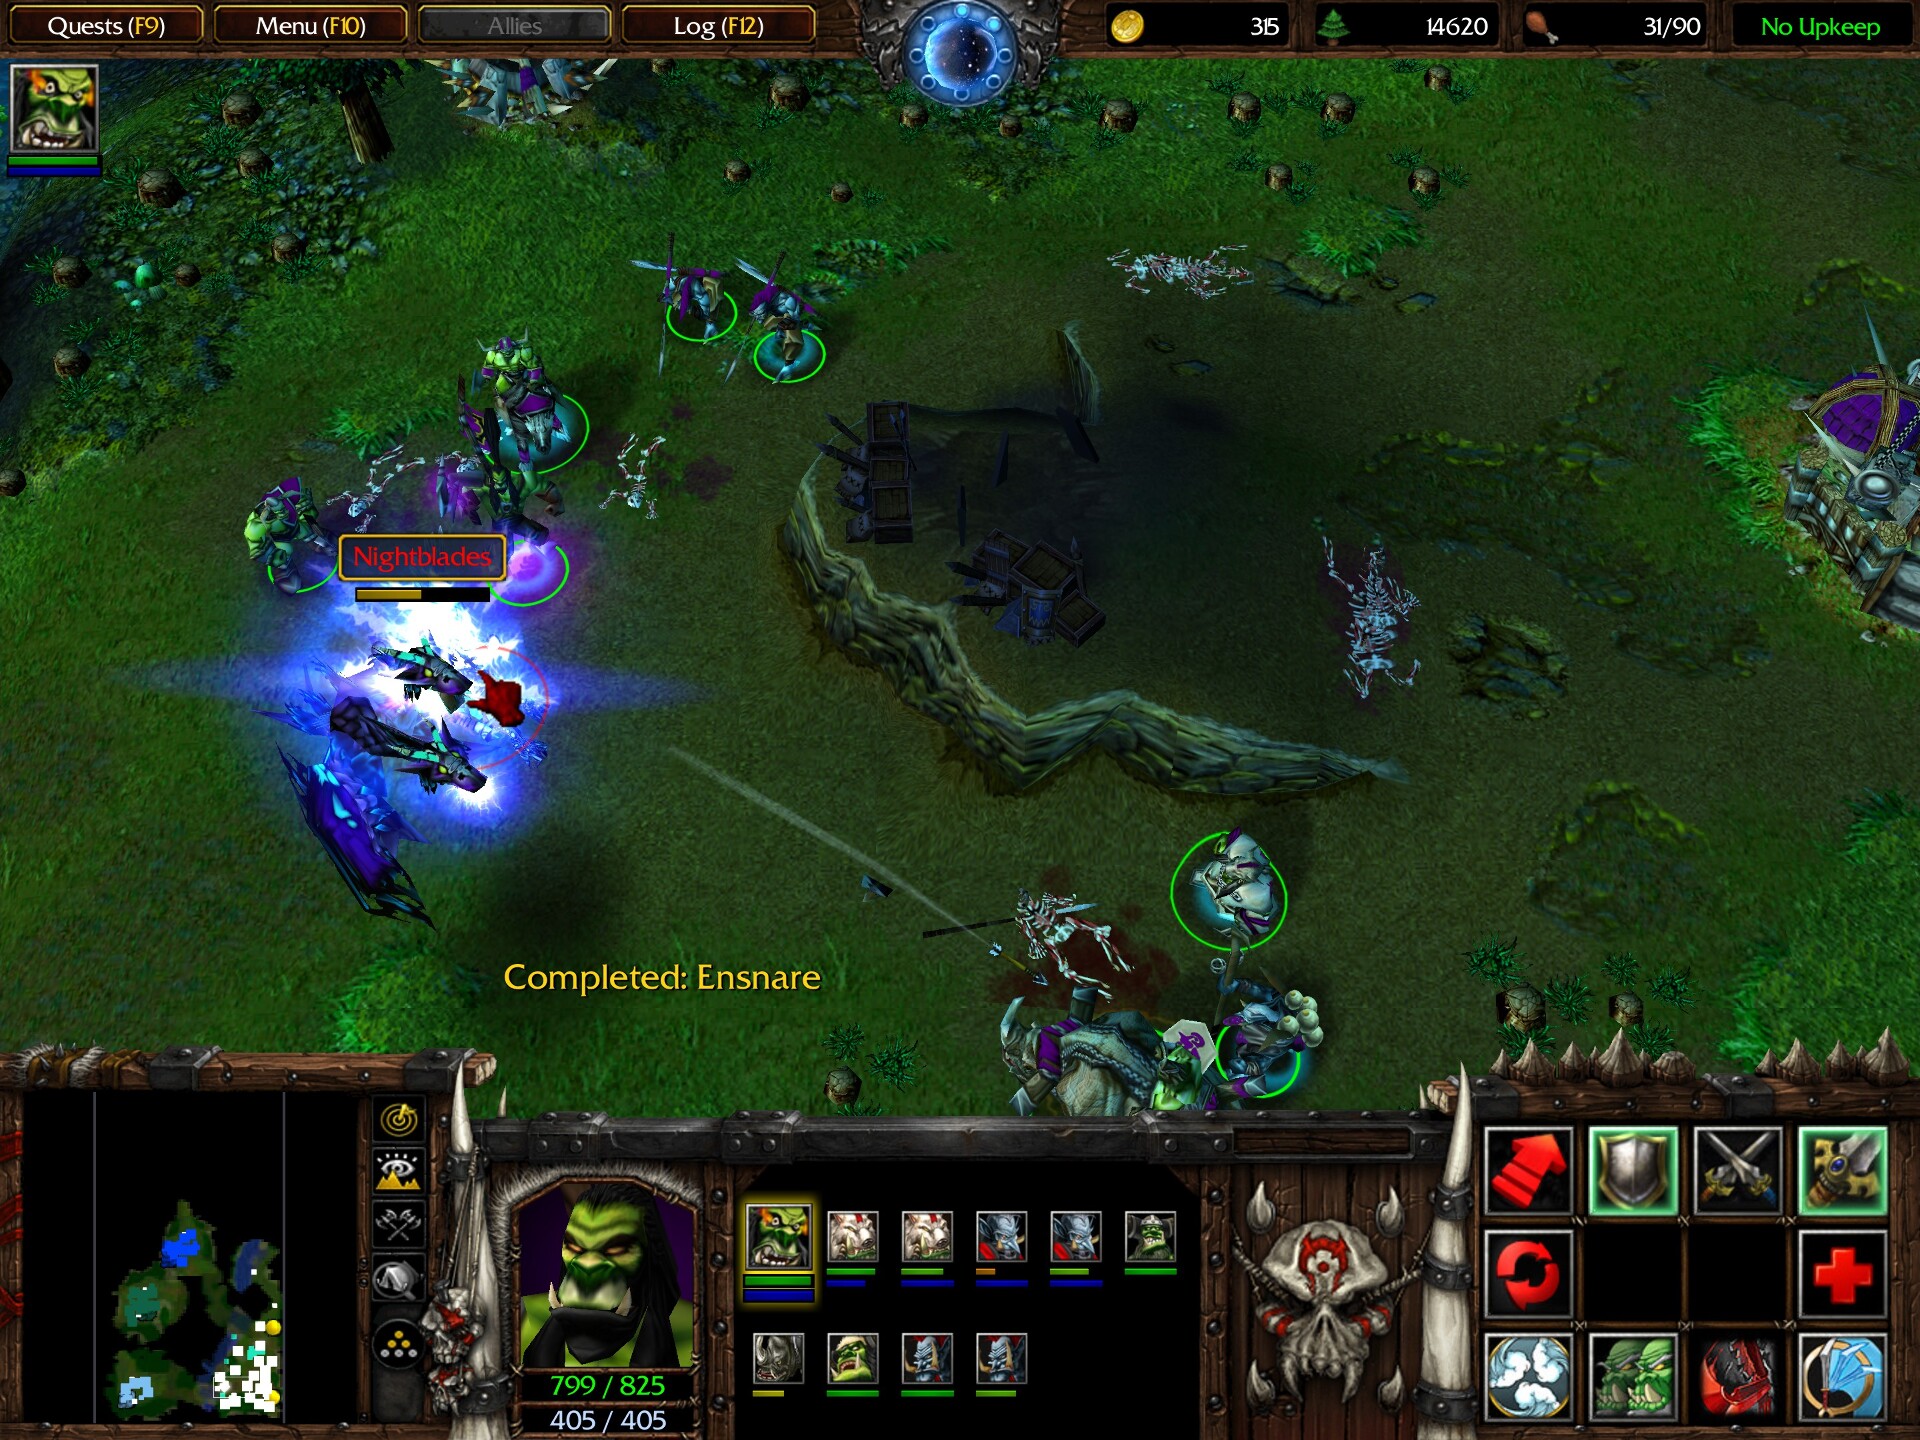 Quests (F9)
Menu (F10)
Allies
Log (F12)
315
14620
31/90
No Upkeep
Nightblades
Completed: Ensnare
799 / 825
405 / 405